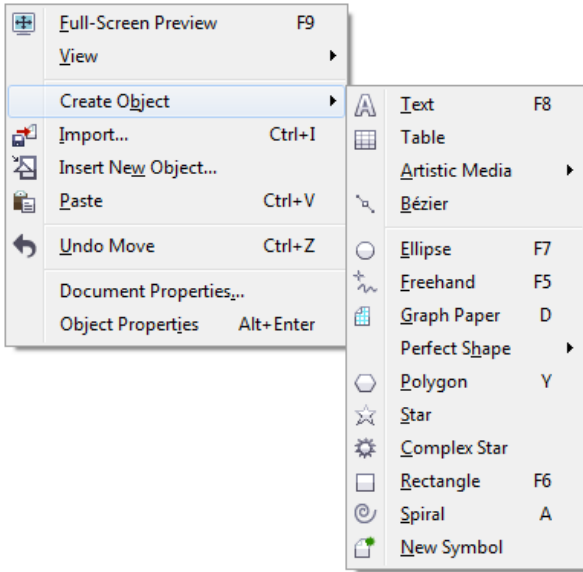 Full-Screen Preview F9
View
Create Object
Import... Ctrl+I
Insert New Object...
Paste Ctrl+V
Undo Move Ctrl+Z
Document Properties...
Object Properties Alt+Enter
Text F8
Table
Artistic Media
Bézier
Ellipse F7
Freehand F5
Graph Paper D
Perfect Shape
Polygon Y
Star
Complex Star
Rectangle F6
Spiral A
New Symbol